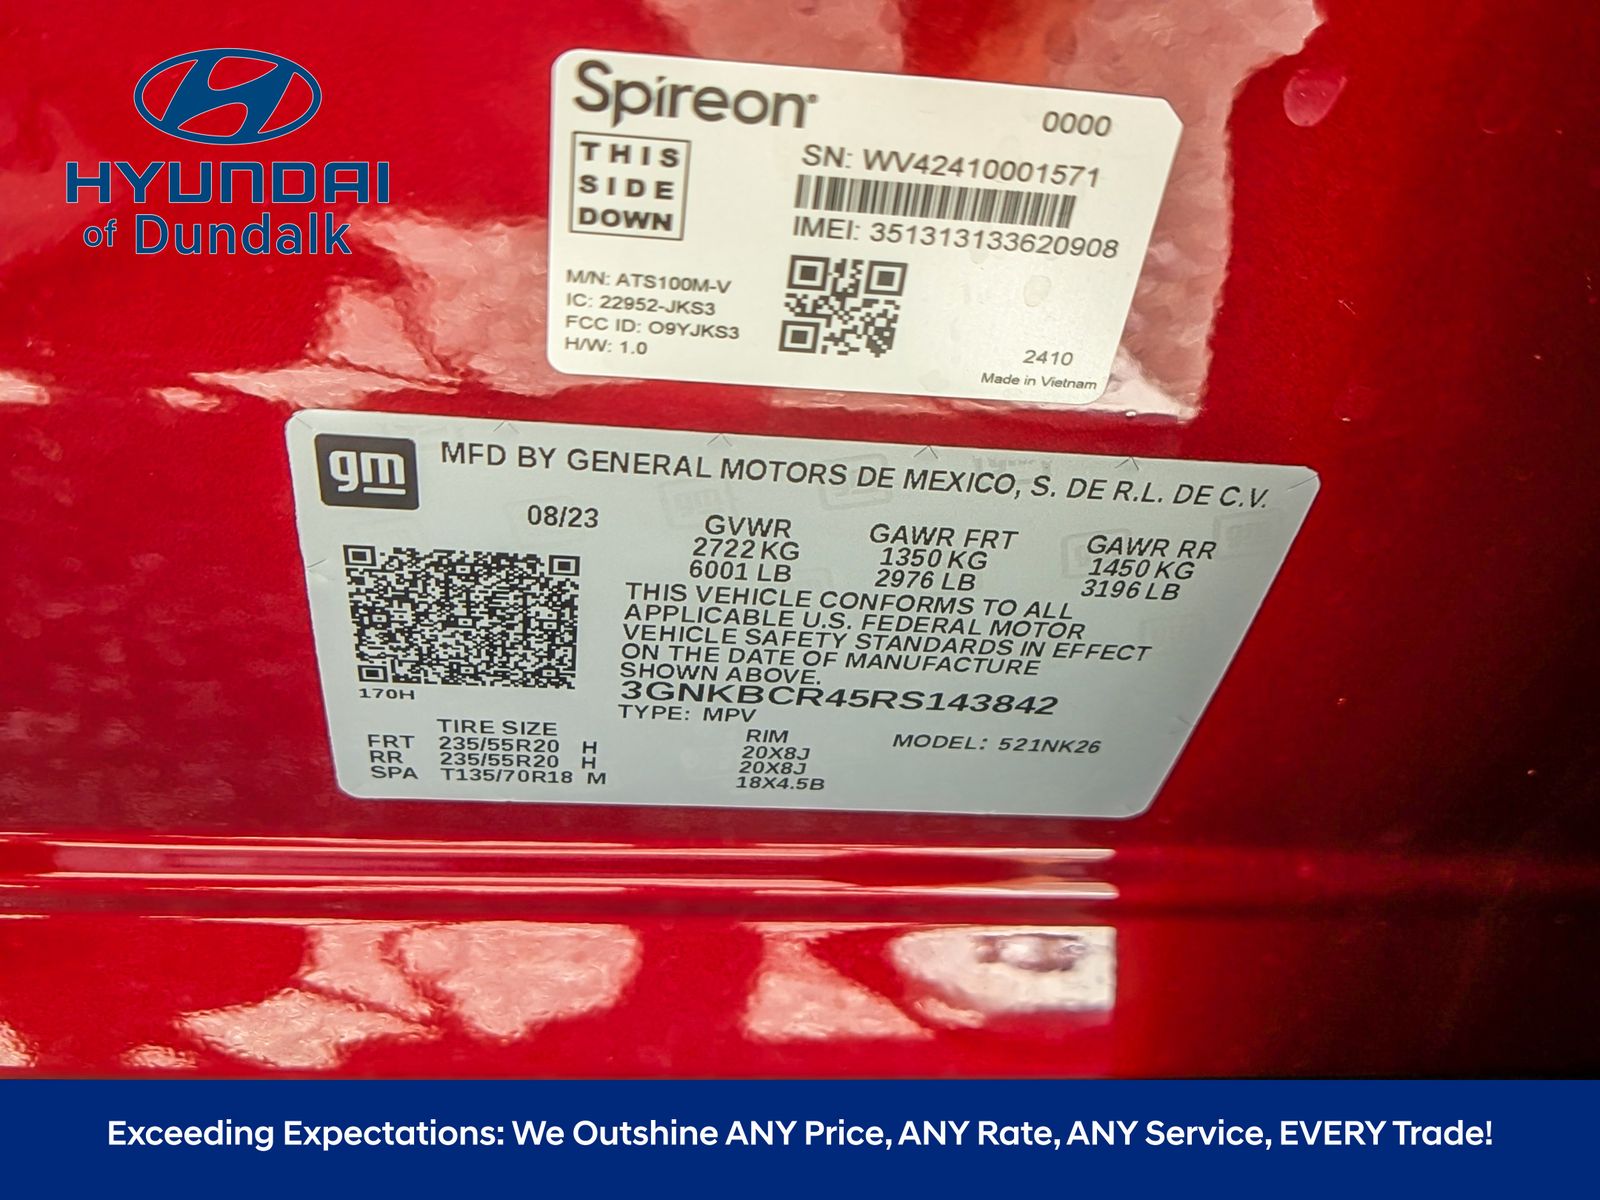 HYUNDAI
of Dundalk
Spireon
0000
THIS
SIDE
DOWN
SN: WV42410001571
IMEI: 351313133620908
M/N: ATS100M-V
IC: 22952-JKS3
FCC ID: O9YJKS3
H/W: 1.0
2410
Made in Vietnam
gm
MFD BY GENERAL MOTORS DE MEXICO, S. DE R.L. DE C.V.
08/23
GVWR GAWR FRT GAWR RR
2722 KG 1350 KG 1450 KG
6001 LB 2976 LB 3196 LB
THIS VEHICLE CONFORMS TO ALL
APPLICABLE U.S. FEDERAL MOTOR
VEHICLE SAFETY STANDARDS IN EFFECT
ON THE DATE OF MANUFACTURE
SHOWN ABOVE.
170H
3GNKBCR45RS143842
TYPE: MPV
MODEL: 521NK26
TIRE SIZE RIM
FRT 235/55R20 H 20X8J
RR 235/55R20 H 20X8J
SPA T135/70R18 M 18X4.5B
Exceeding Expectations: We Outshine ANY Price, ANY Rate, ANY Service, EVERY Trade!